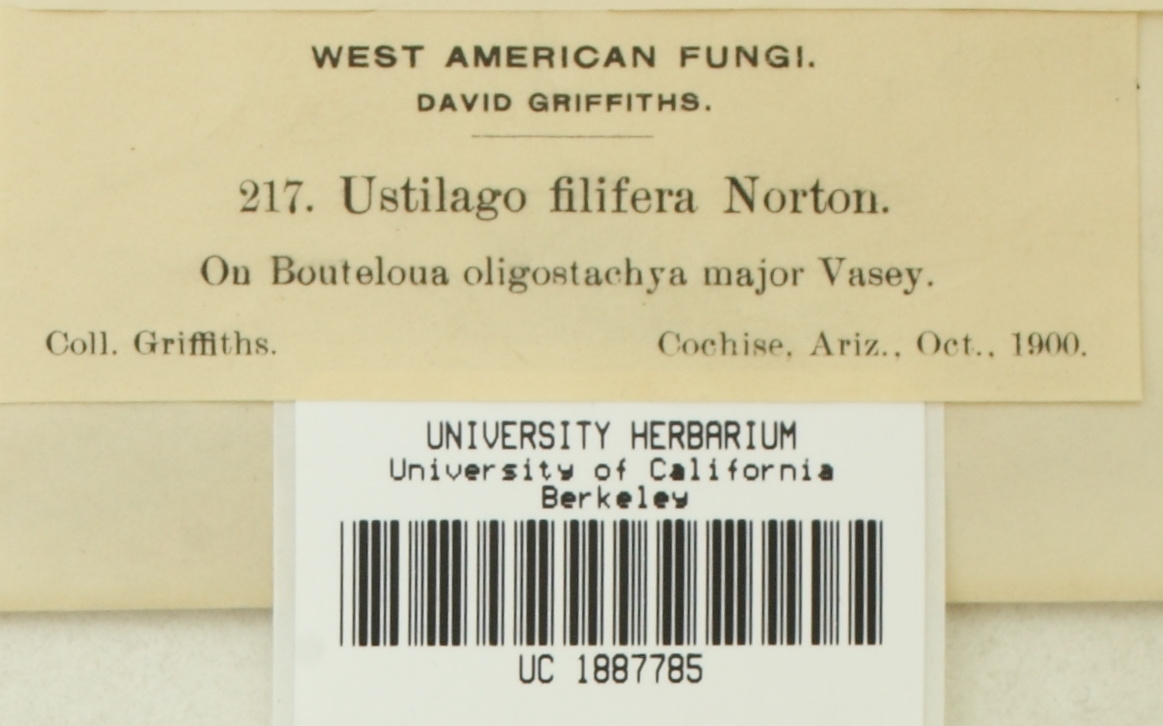 WEST AMERICAN FUNGI.
DAVID GRIFFITHS.
217. Ustilago filifera Norton.
On Bouteloua oligostachya major Vasey.
Coll. Griffiths. Cochise, Ariz., Oct., 1900.
UNIVERSITY HERBARIUM
University of California
Berkeley
UC 1887785